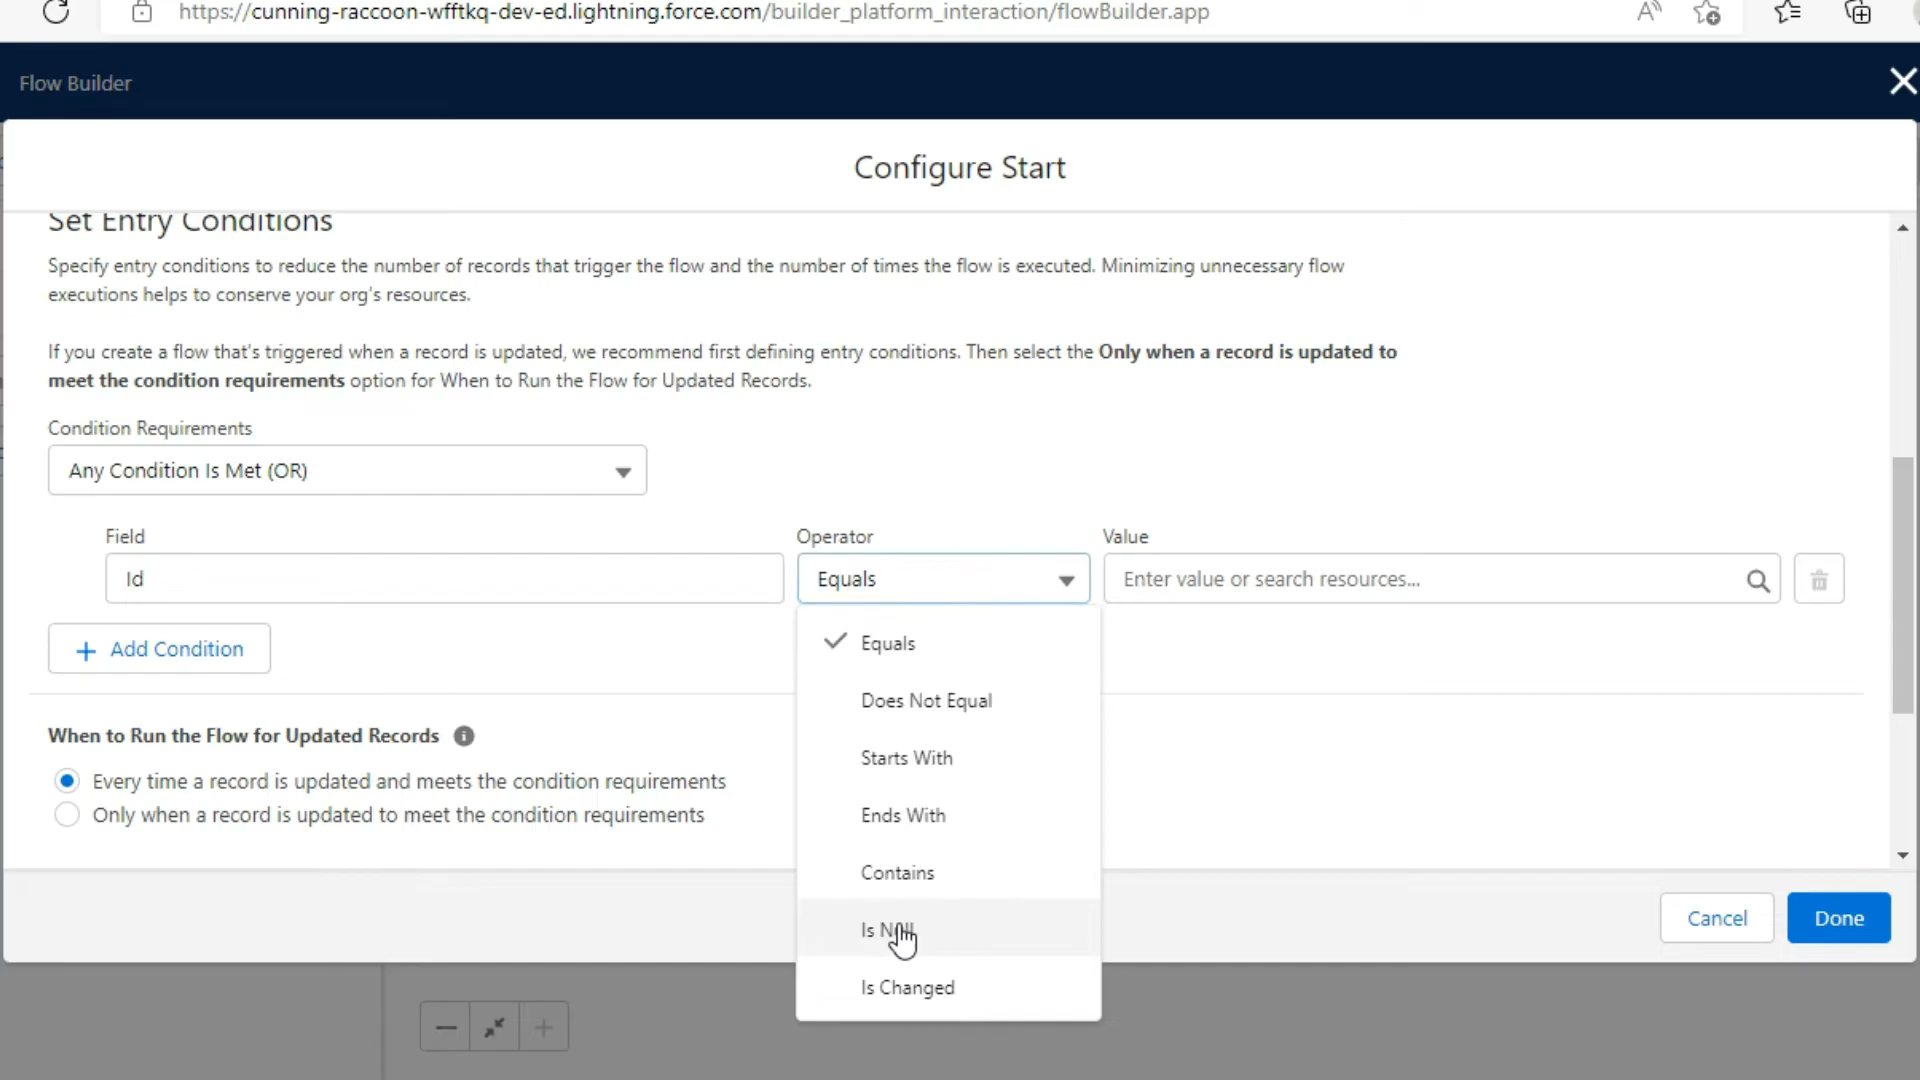 https://cunning-raccoon-wfftkq-dev-ed.lightning.force.com/builder_platform_interaction/flowBuilder.app
Flow Builder
Configure Start
Set Entry Conditions
Specify entry conditions to reduce the number of records that trigger the flow and the number of times the flow is executed. Minimizing unnecessary flow
executions helps to conserve your org's resources.
If you create a flow that's triggered when a record is updated, we recommend first defining entry conditions. Then select the Only when a record is updated to
meet the condition requirements option for When to Run the Flow for Updated Records.
Condition Requirements
Any Condition Is Met (OR)
Field Operator Value
Id Equals Enter value or search resources...
+ Add Condition
Equals
Does Not Equal
Starts With
When to Run the Flow for Updated Records
Every time a record is updated and meets the condition requirements
Only when a record is updated to meet the condition requirements
Ends With
Contains
Is Null
Is Changed
Cancel Done